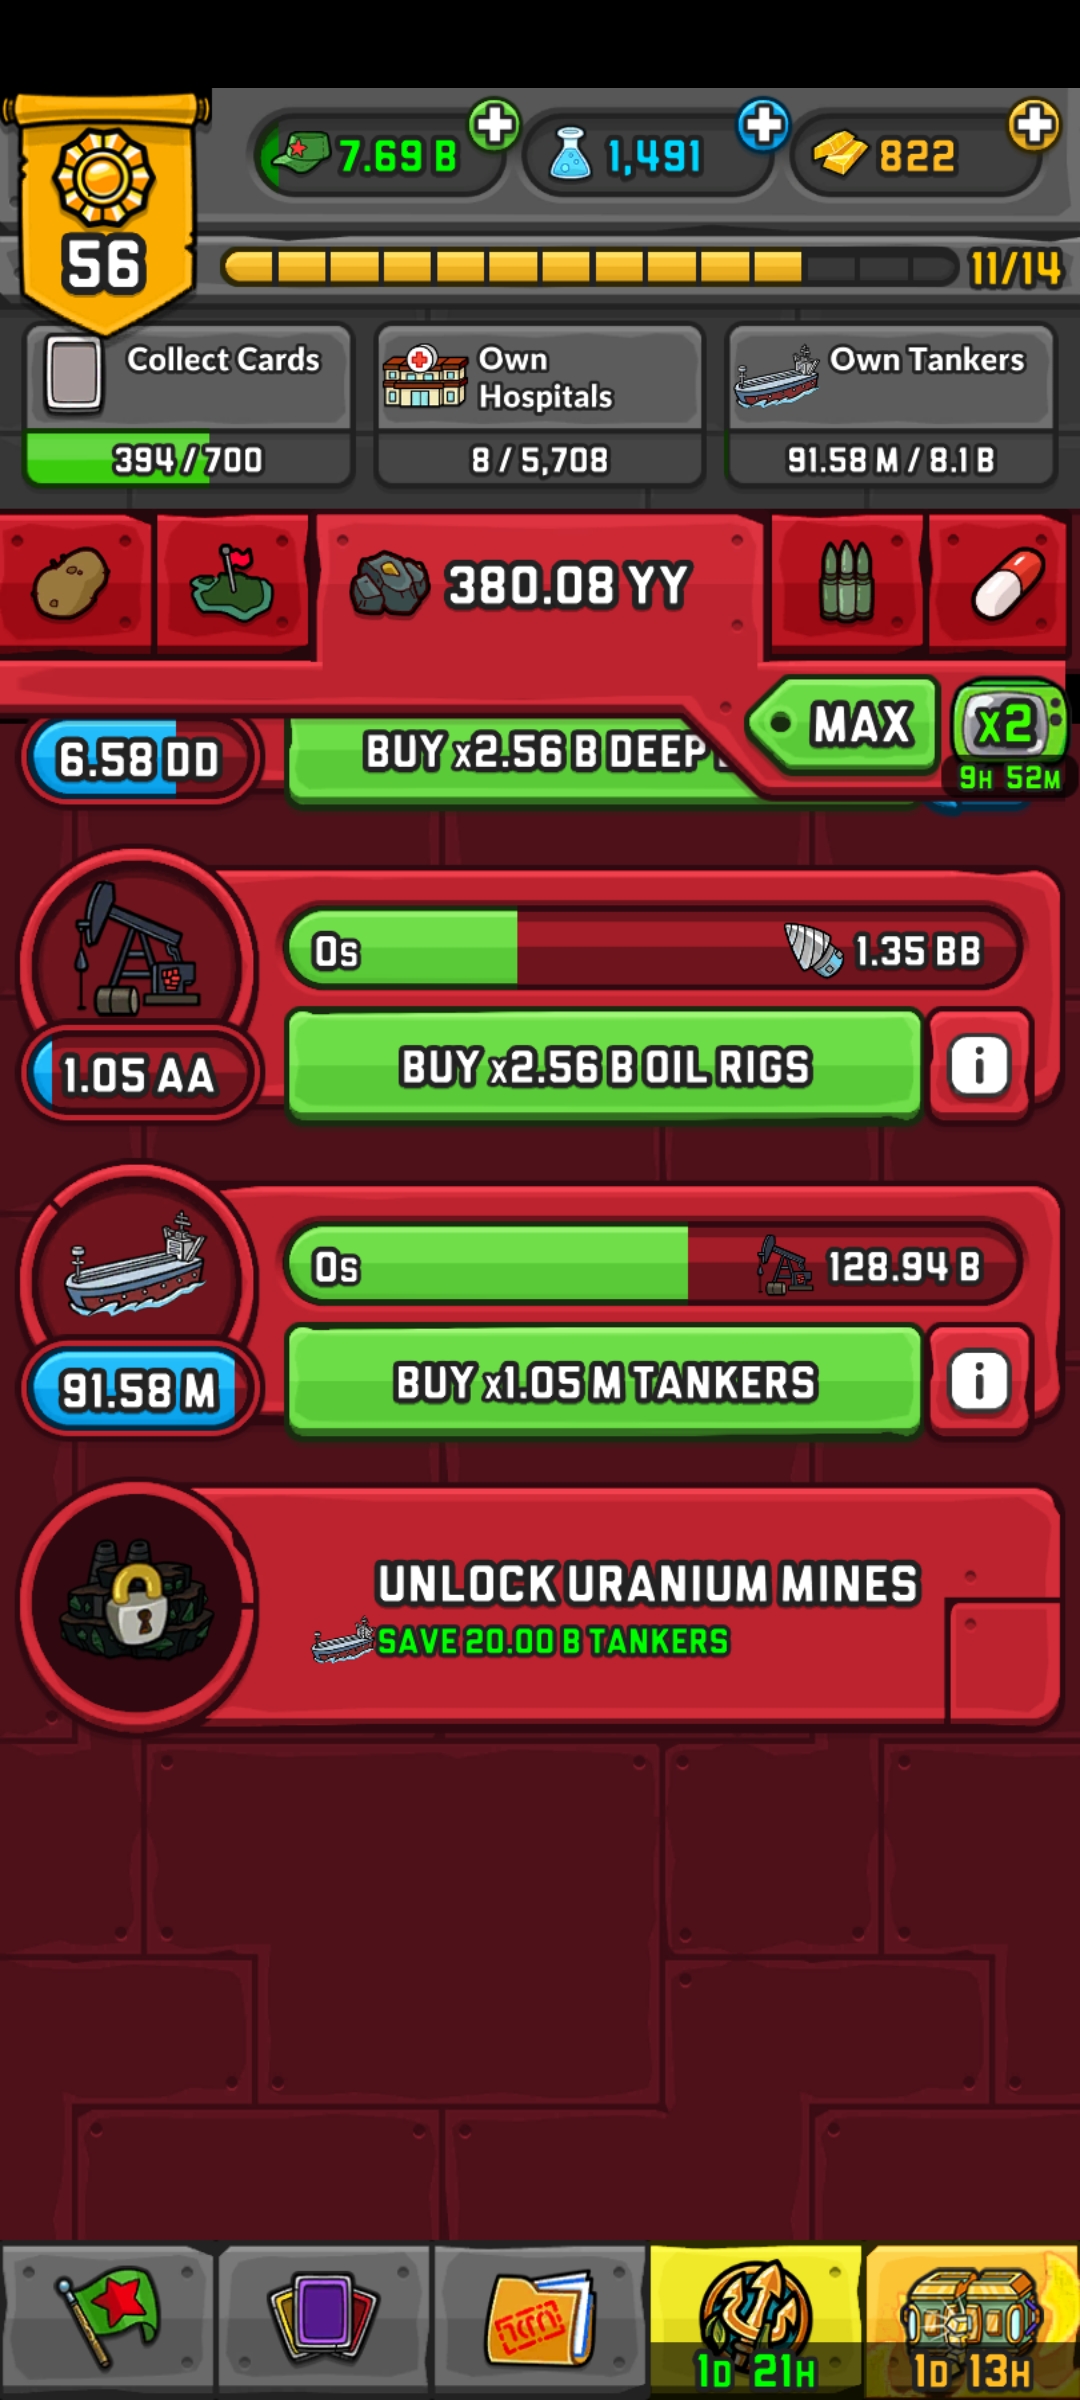 7.69 B
1,491
822
56
11/14
Collect Cards
394/700
Own
Hospitals
8/5,708
Own Tankers
91.58 M/8.1 B
380.08 YY
MAX
x2
9H 52M
6.58 DD
BUY x2.56 B DEEP
0s
1.35 BB
1.05 AA
BUY x2.56 B OIL RIGS
i
0s
128.94 B
91.58 M
BUY x1.05 M TANKERS
i
UNLOCK URANIUM MINES
SAVE 20.00 B TANKERS
1D 21H
1D 13H